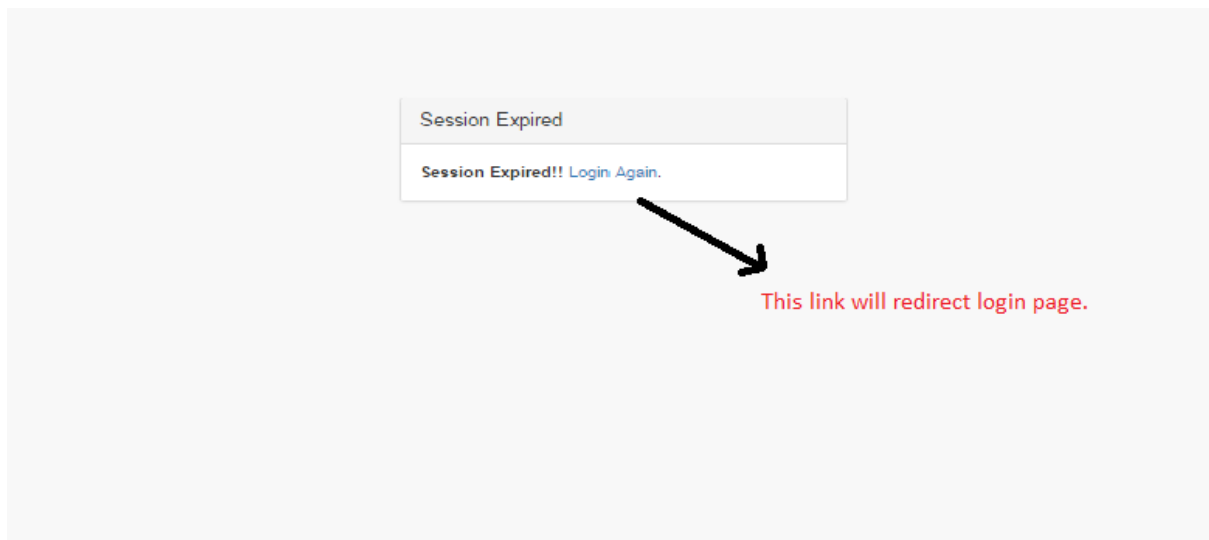 Session Expired
Session Expired!! Login Again.
This link will redirect login page.